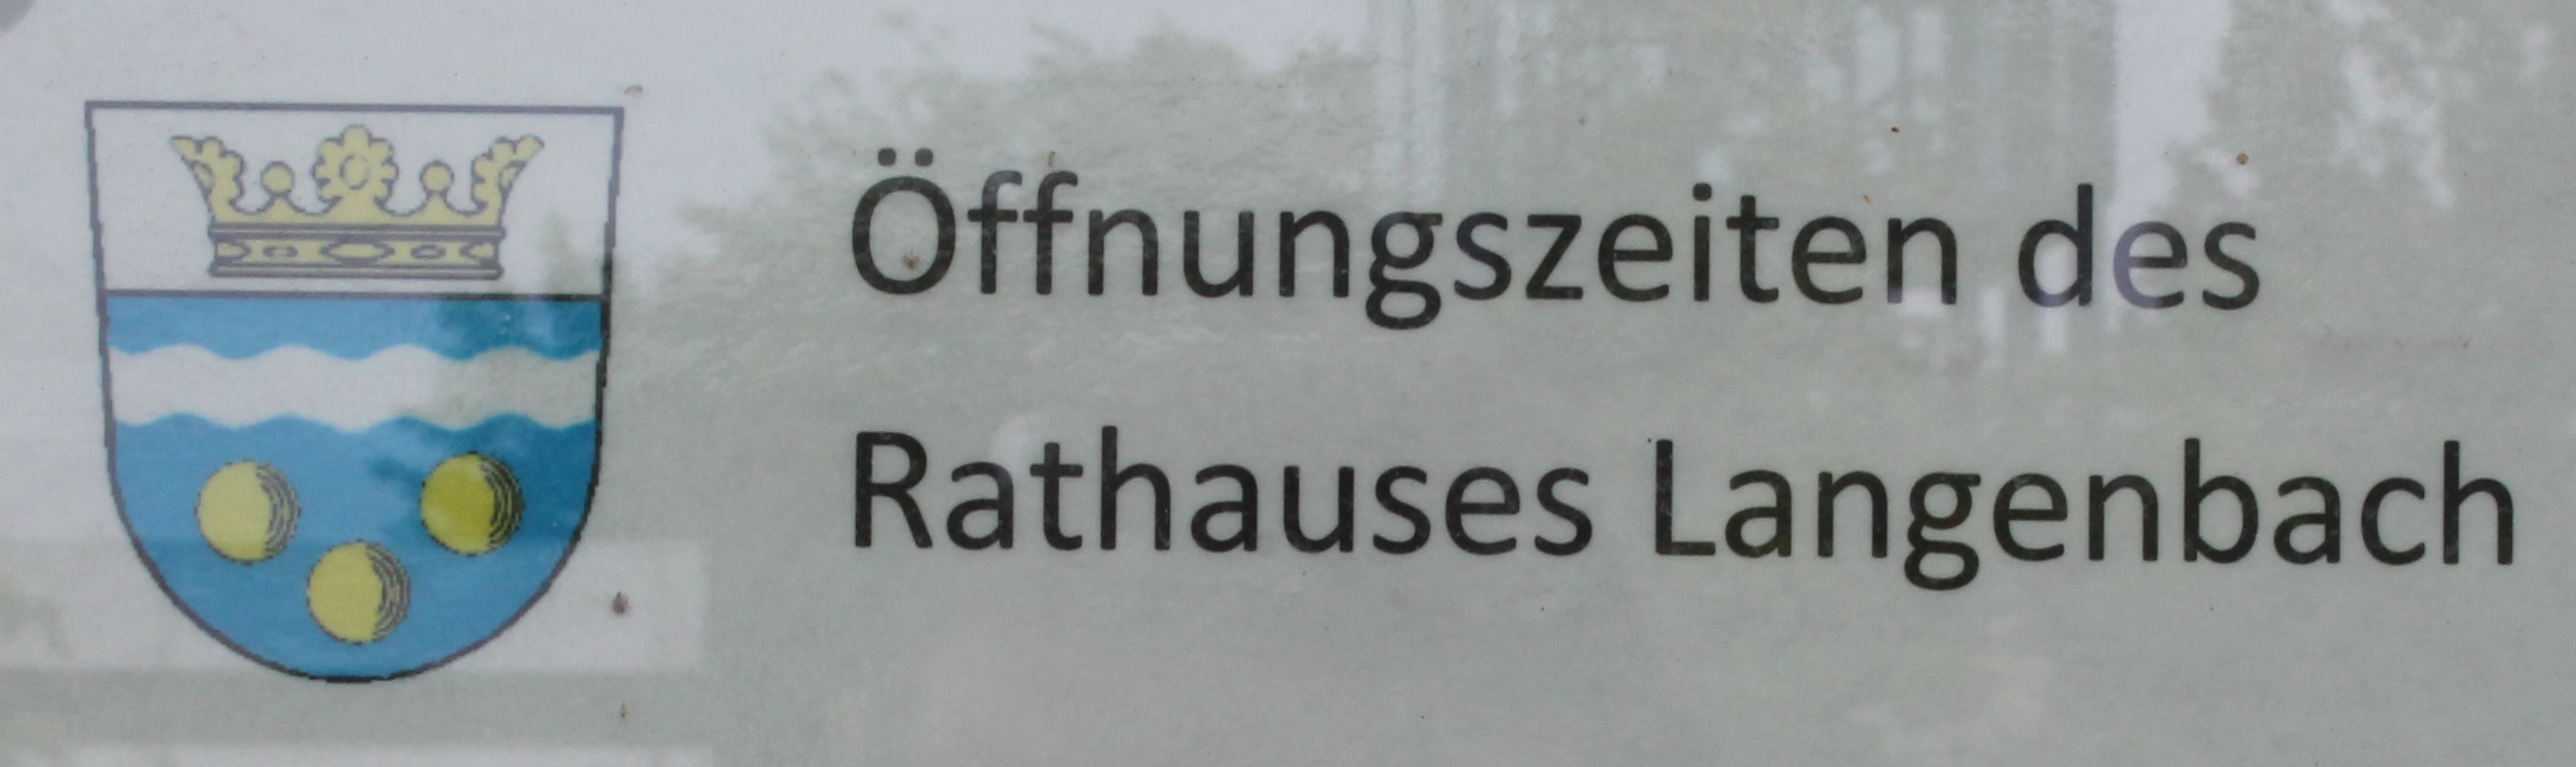 Öffnungszeiten des
Rathauses Langenbach